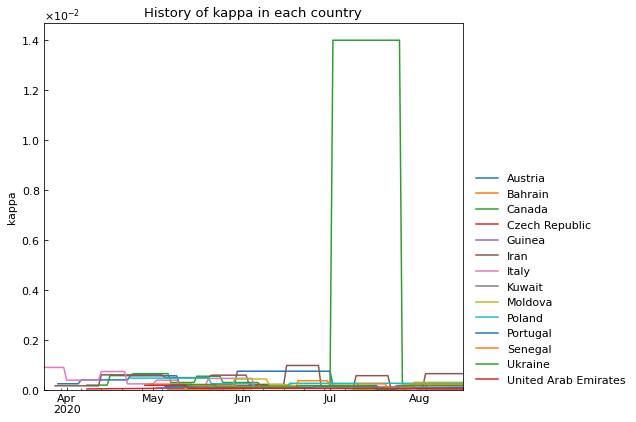 History of kappa in each country
×10⁻²
1.4
1.2
1.0
0.8
0.6
0.4
0.2
0.0
kappa
Apr
2020
May
Jun
Jul
Aug
Austria
Bahrain
Canada
Czech Republic
Guinea
Iran
Italy
Kuwait
Moldova
Poland
Portugal
Senegal
Ukraine
United Arab Emirates